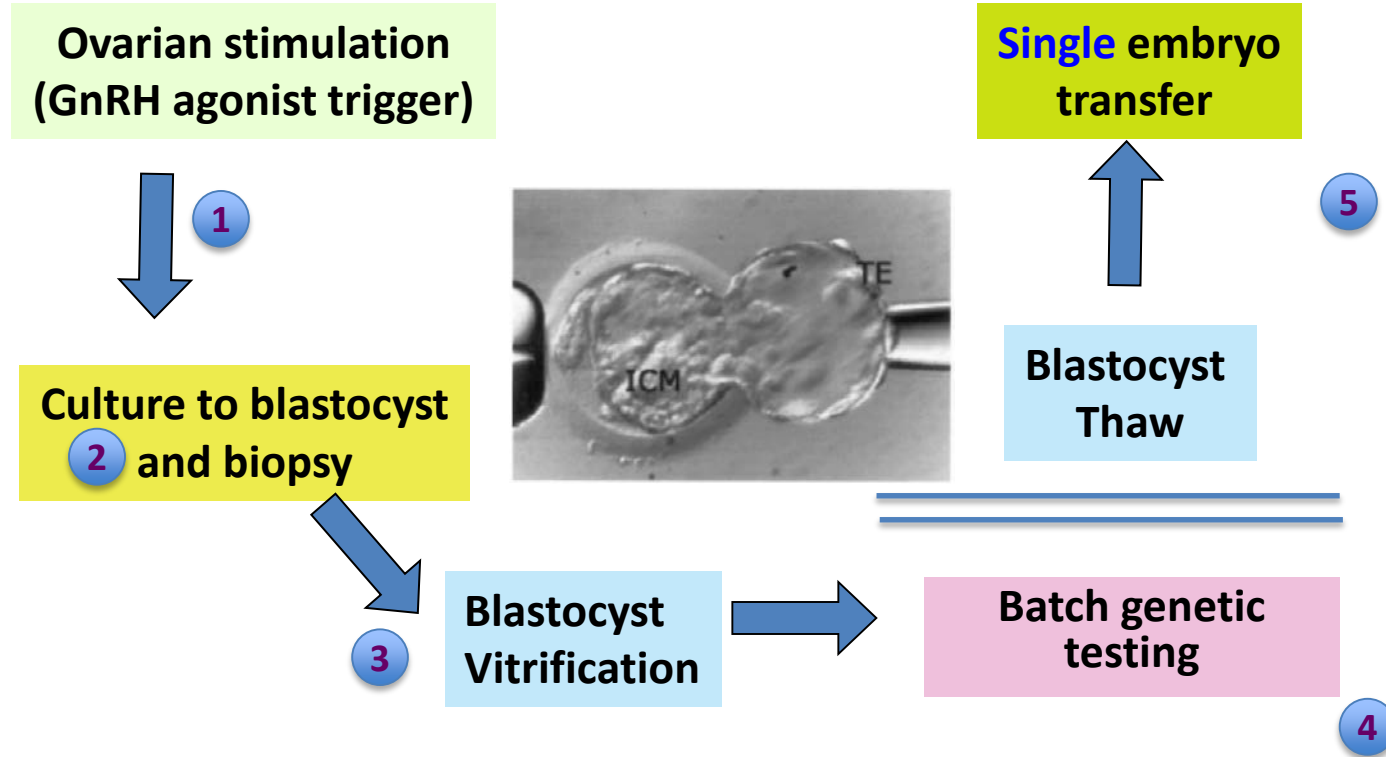 Ovarian stimulation
(GnRH agonist trigger)
1
Culture to blastocyst
2 and biopsy
3
Blastocyst
Vitrification
Batch genetic
testing
4
Blastocyst
Thaw
Single embryo
transfer
5
ICM
TE